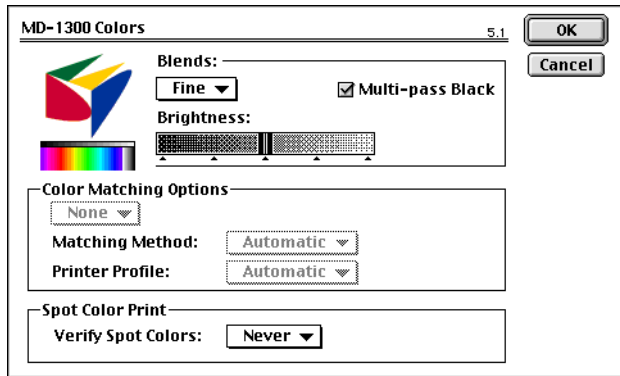 MD-1300 Colors 5.1
OK
Cancel
Blends:
Fine
Multi-pass Black
Brightness:
Color Matching Options
None
Matching Method: Automatic
Printer Profile: Automatic
Spot Color Print
Verify Spot Colors: Never